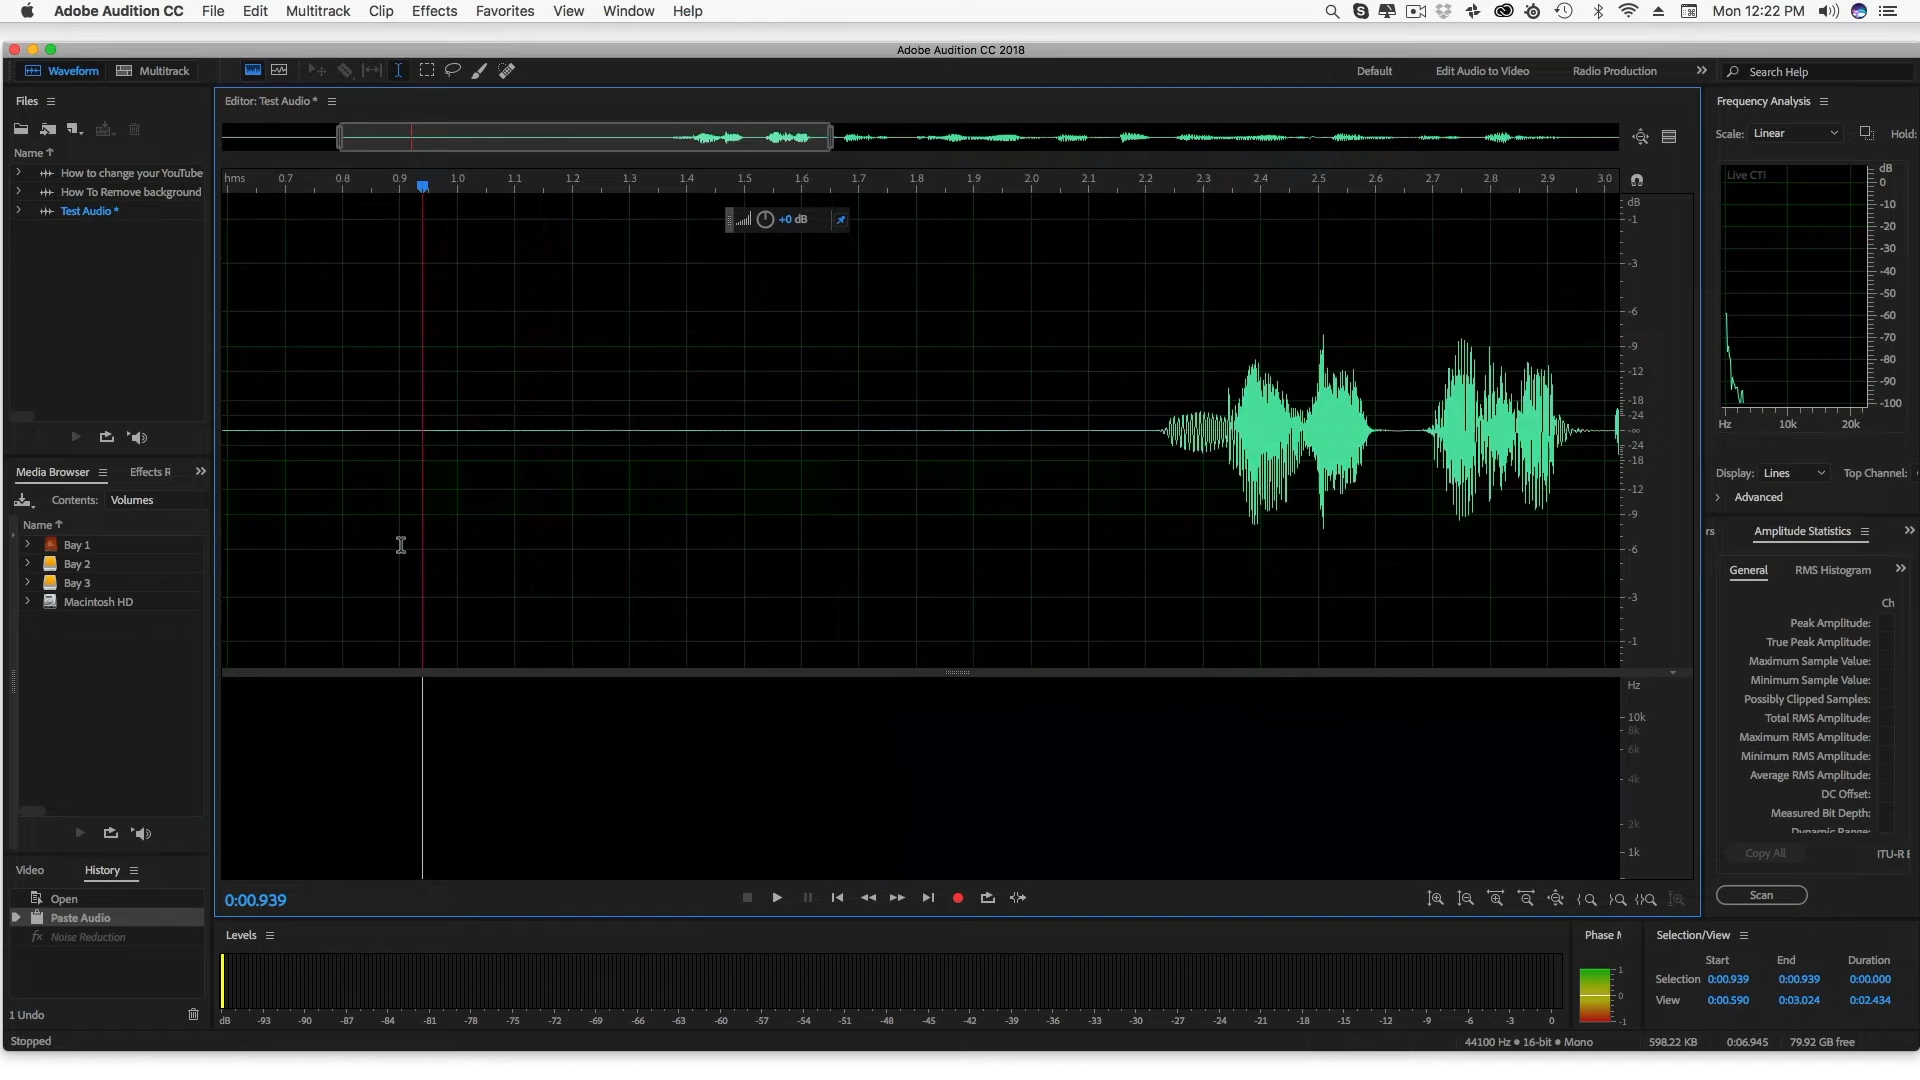 Adobe Audition CC File Edit Multitrack Clip Effects Favorites View Window Help Mon 12:22 PM
Adobe Audition CC 2018
Waveform Multitrack Default Edit Audio to Video Radio Production Search Help
Files
Name
How to change your YouTube
How To Remove background
Test Audio *
Media Browser Effects R
Contents: Volumes
Name
Bay 1
Bay 2
Bay 3
Macintosh HD
Video History
Open
Paste Audio
fx Noise Reduction
1 Undo
Stopped
Editor: Test Audio *
hms 0.7 0.8 0.9 1.0 1.1 1.2 1.3 1.4 1.5 1.6 1.7 1.8 1.9 2.0 2.1 2.2 2.3 2.4 2.5 2.6 2.7 2.8 2.9 3.0
+0 dB
dB
-1
-3
-6
-9
-12
-18
-24
-∞
-24
-18
-12
-9
-6
-3
-1
Hz
10k
8k
6k
4k
2k
1k
0:00.939
Levels
dB -93 -90 -87 -84 -81 -78 -75 -72 -69 -66 -63 -60 -57 -54 -51 -48 -45 -42 -39 -36 -33 -30 -27 -24 -21 -18 -15 -12 -9 -6 -3 0
Frequency Analysis
Scale: Linear Hold:
Live CTI
dB
0
-10
-20
-30
-40
-50
-60
-70
-80
-90
-100
Hz 10k 20k
Display: Lines Top Channel:
Advanced
rs Amplitude Statistics
General RMS Histogram
Ch
Peak Amplitude:
True Peak Amplitude:
Maximum Sample Value:
Minimum Sample Value:
Possibly Clipped Samples:
Total RMS Amplitude:
Maximum RMS Amplitude:
Minimum RMS Amplitude:
Average RMS Amplitude:
DC Offset:
Measured Bit Depth:
Dynamic Range:
Copy All ITU-R B
Scan
Phase M
1
0
-1
Selection/View
Start End Duration
Selection 0:00.939 0:00.939 0:00.000
View 0:00.590 0:03.024 0:02.434
44100 Hz • 16-bit • Mono 598.22 KB 0:06.945 79.92 GB free